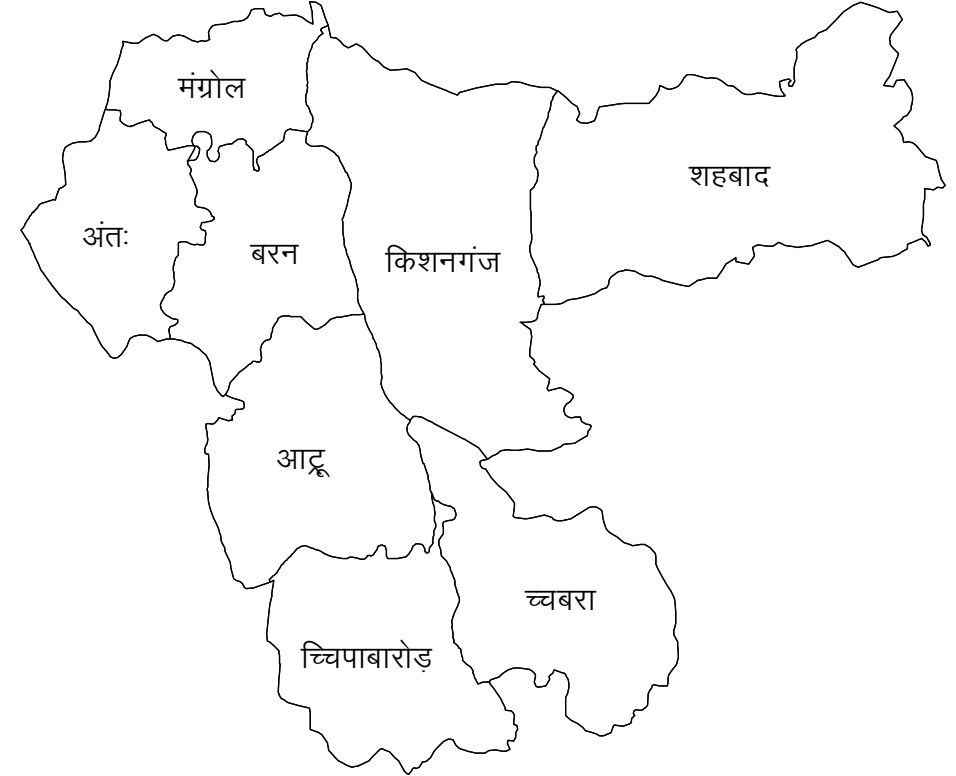 मंग्रोल
शहबाद
अंतः
बरन
किशनगंज
आट्रू
च्चबरा
च्चिपाबारोड़